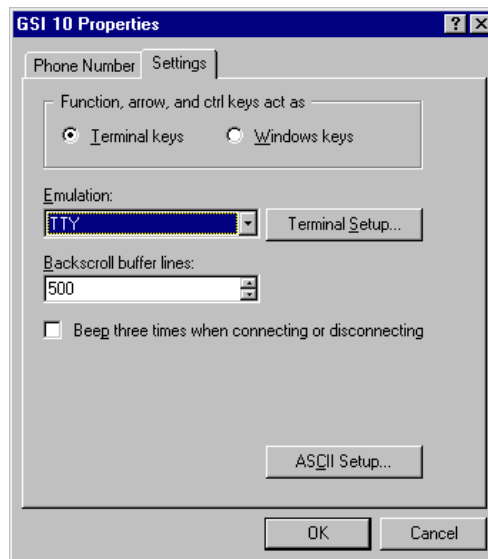 GSI 10 Properties
Phone Number Settings
Function, arrow, and ctrl keys act as
Terminal keys Windows keys
Emulation:
TTY Terminal Setup...
Backscroll buffer lines:
500
Beep three times when connecting or disconnecting
ASCII Setup...
OK Cancel